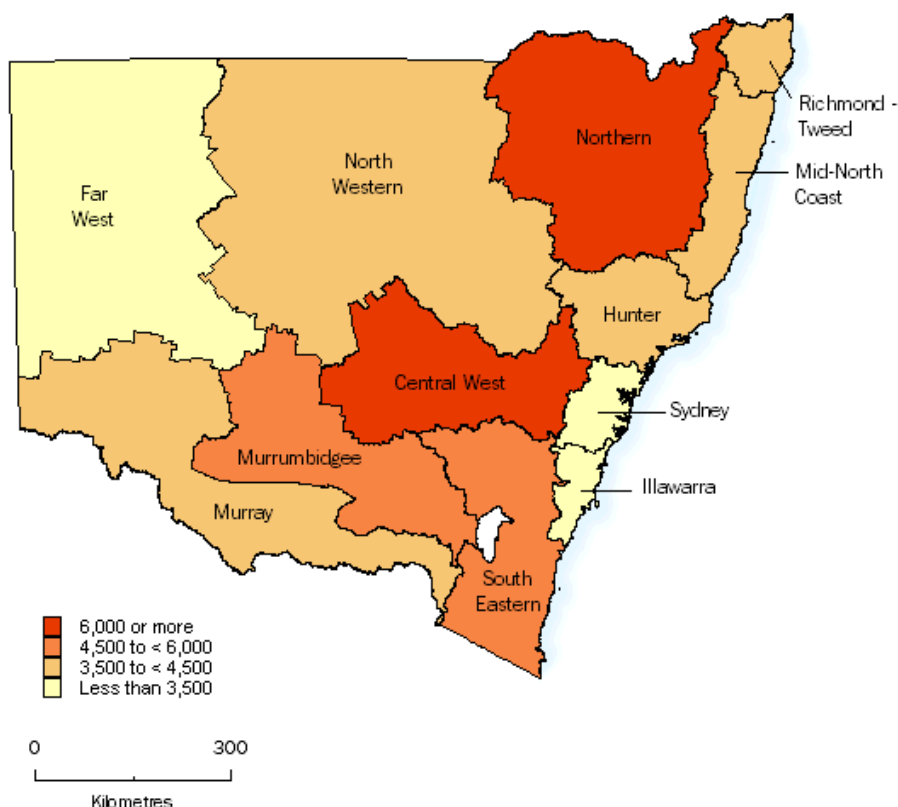 Richmond -
Tweed
Northern
North
Western
Mid-North
Coast
Far
West
Hunter
Central West
Sydney
Murrumbidgee
Illawarra
Murray
South
Eastern
6,000 or more
4,500 to < 6,000
3,500 to < 4,500
Less than 3,500
0 300
Kilometres